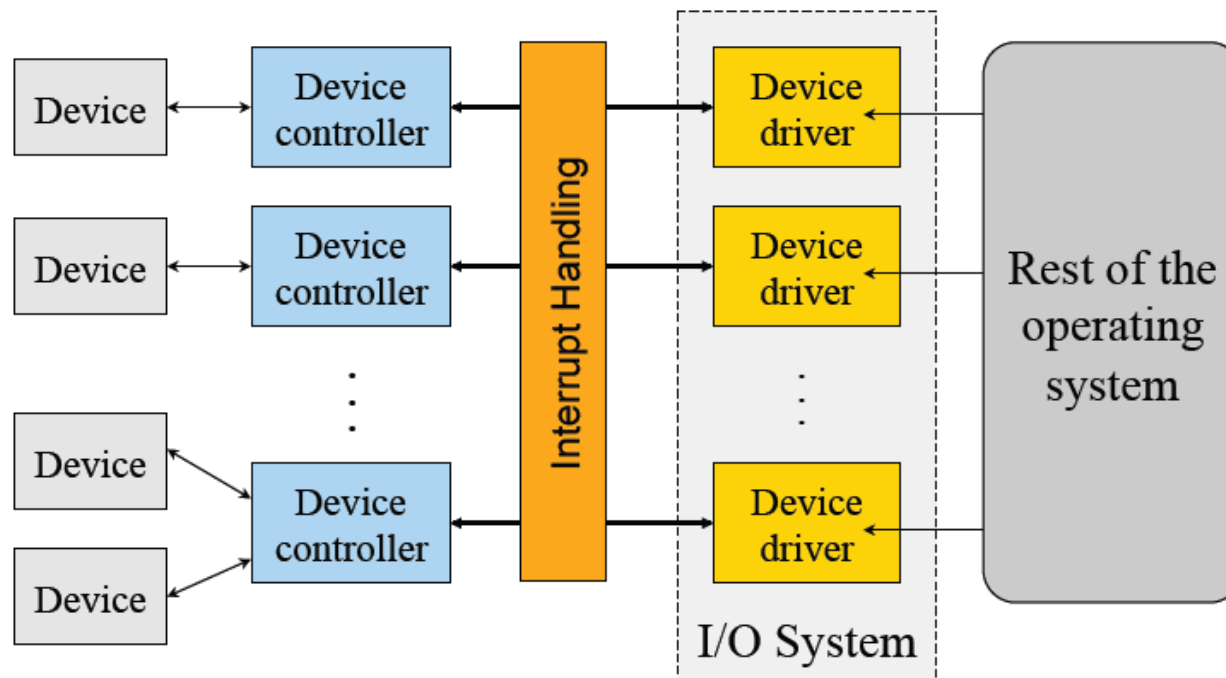 Device
Device
controller
Device
driver
Device
Device
controller
Device
driver
Interrupt Handling
Rest of the
operating
system
Device
Device
controller
Device
driver
Device
I/O System